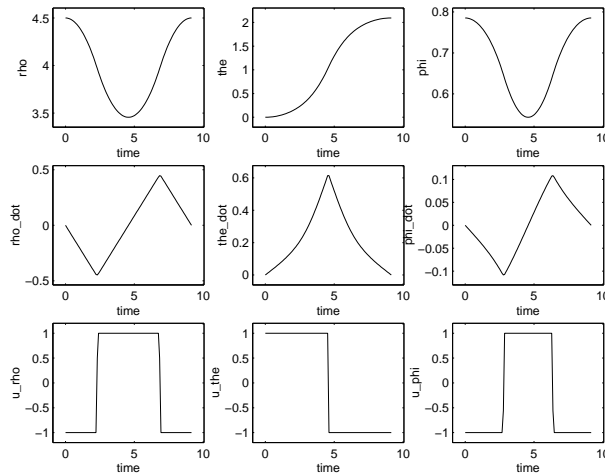 4.5
4
3.5
rho
0 5 10
time
2
1
0
the
0 5 10
time
0.8
0.7
0.6
phi
0 5 10
time
0.5
0
−0.5
rho_dot
0 5 10
time
0.6
0.4
0.2
0
the_dot
0 5 10
time
0.1
0.05
0
−0.05
−0.1
phi_dot
0 5 10
time
1
0.5
0
−0.5
−1
u_rho
0 5 10
time
1
0.5
0
−0.5
−1
u_the
0 5 10
time
1
0.5
0
−0.5
−1
u_phi
0 5 10
time